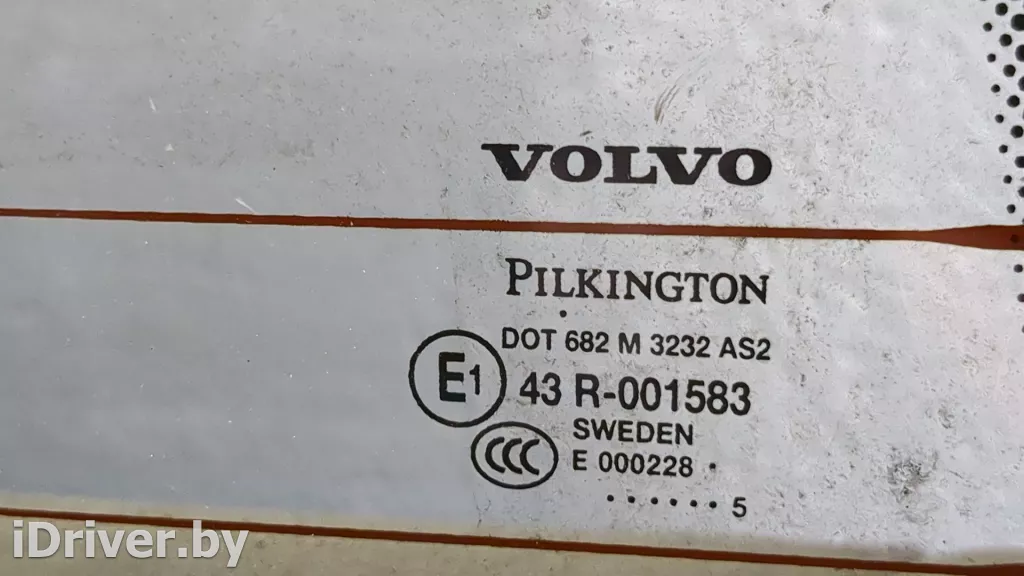 VOLVO
PILKINGTON
DOT 682 M 3232 AS2
E1 43 R-001583
SWEDEN
CCC E 000228 .
. . . . . . 5
iDriver.by